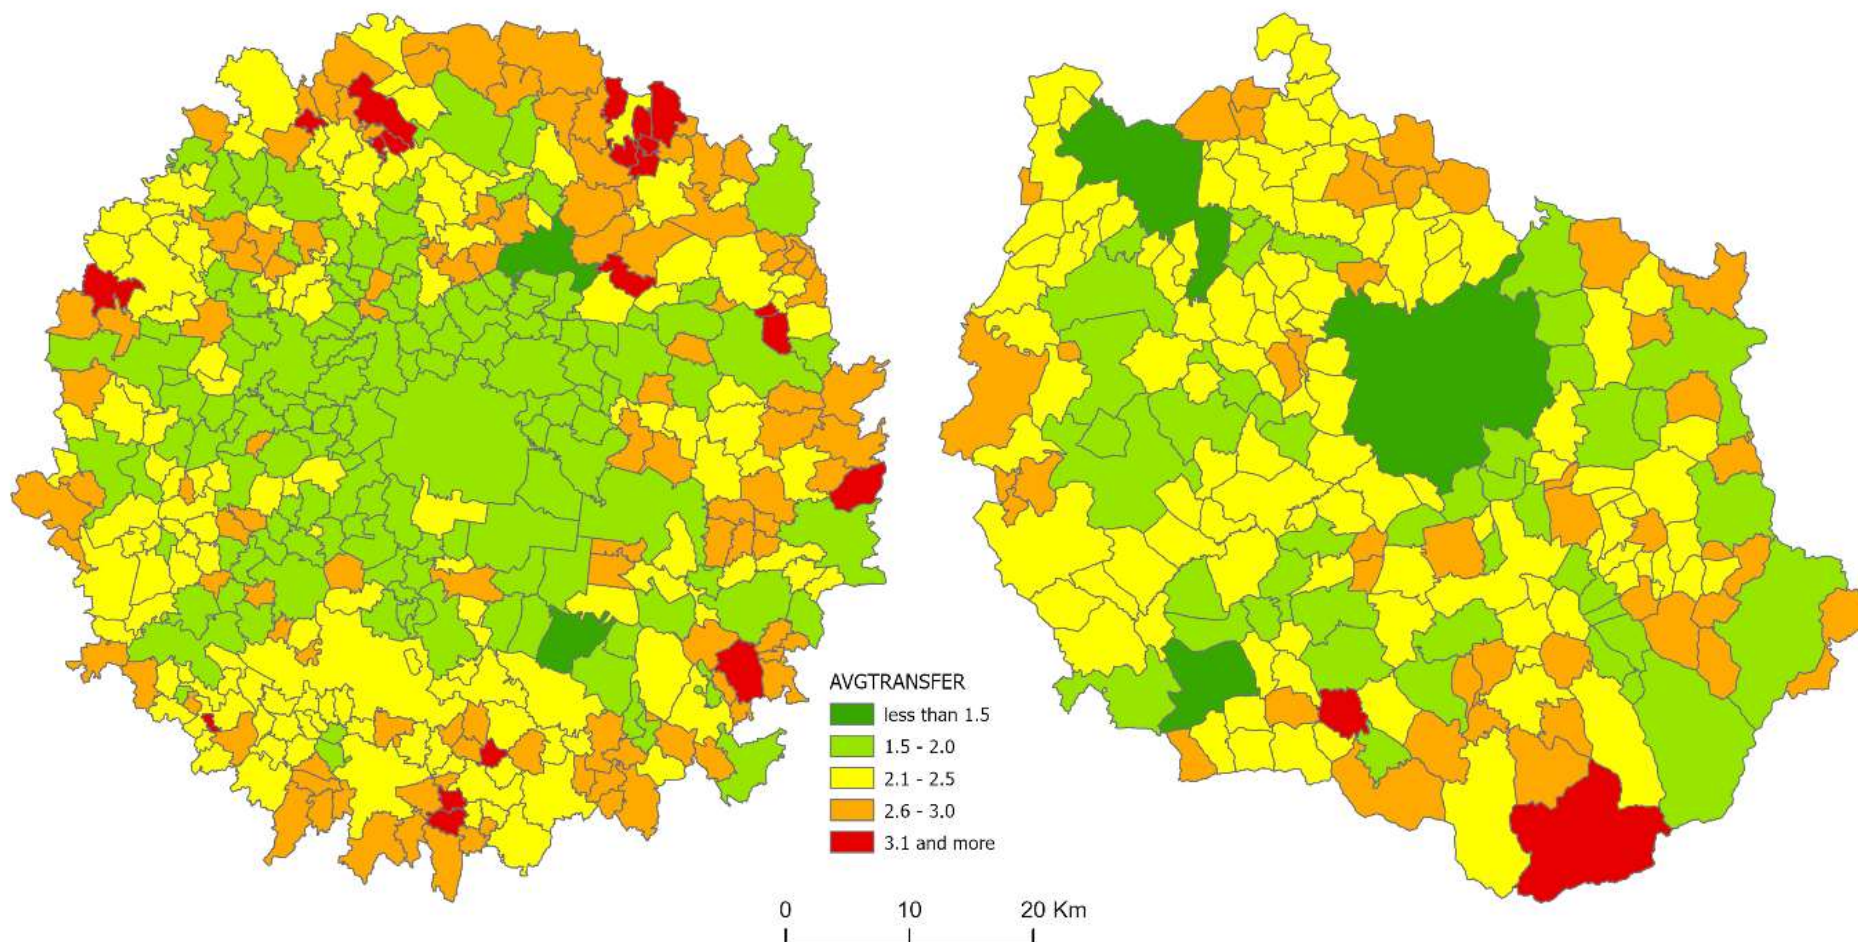 AVGTRANSFER
less than 1.5
1.5 - 2.0
2.1 - 2.5
2.6 - 3.0
3.1 and more
0 10 20 Km